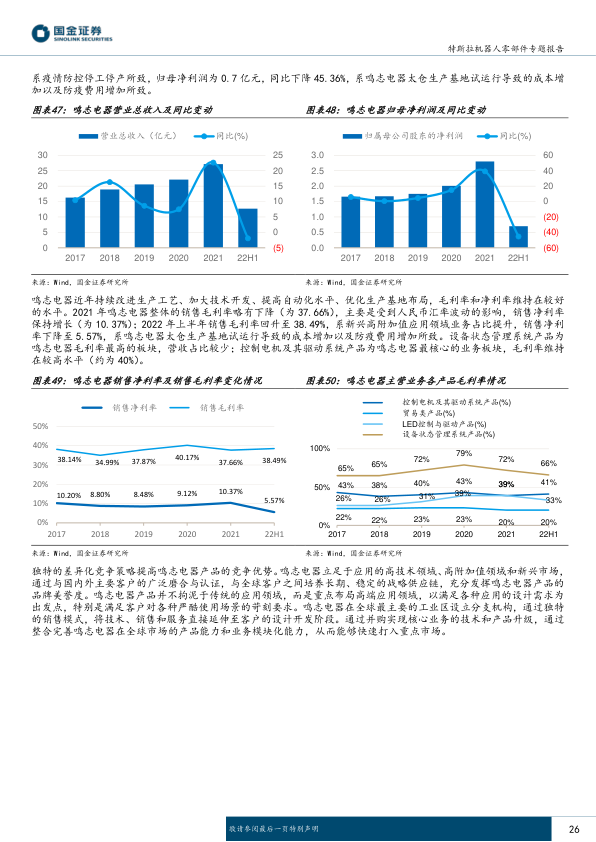 国金证券
SINOLINK SECURITIES
特斯拉机器人零部件专题报告
系疫情防控停工停产所致，归母净利润为 0.7 亿元，同比下降 45.36%，系鸣志电器太仓生产基地试运行导致的成本增
加以及防疫费用增加所致。
图表47：鸣志电器营业总收入及同比变动
图表48：鸣志电器归母净利润及同比变动
营业总收入（亿元） 同比(%)
30 25
25 20
20 15
15 10
10 5
5 0
0 (5)
2017 2018 2019 2020 2021 22H1
归属母公司股东的净利润 同比(%)
3.0 60
2.5 40
2.0 20
1.5 0
1.0 (20)
0.5 (40)
0.0 (60)
2017 2018 2019 2020 2021 22H1
来源：Wind，国金证券研究所
来源：Wind，国金证券研究所
鸣志电器近年持续改进生产工艺、加大技术开发、提高自动化水平、优化生产基地布局，毛利率和净利率维持在较好
的水平。2021 年鸣志电器整体的销售毛利率略有下降（为 37.66%），主要是受到人民币汇率波动的影响，销售净利率
保持增长（为 10.37%）；2022 年上半年销售毛利率回升至 38.49%，系新兴高附加值应用领域业务占比提升，销售净利
率下降至 5.57%，系鸣志电器太仓生产基地试运行导致的成本增加以及防疫费用增加所致。设备状态管理系统产品为
鸣志电器毛利率最高的板块，营收占比较少；控制电机及其驱动系统产品为鸣志电器最核心的业务板块，毛利率维持
在较高水平（约为 40%）。
图表49：鸣志电器销售净利率及销售毛利率变化情况
图表50：鸣志电器主营业务各产品毛利率情况
销售净利率 销售毛利率
50%
40%
30%
20%
10%
0%
38.14% 34.99% 37.87% 40.17% 37.66% 38.49%
10.20% 8.80% 8.48% 9.12% 10.37% 5.57%
2017 2018 2019 2020 2021 22H1
控制电机及其驱动系统产品(%)
贸易类产品(%)
LED控制与驱动产品(%)
设备状态管理系统产品(%)
100%
50%
0%
65% 65% 72% 79% 72% 66%
43% 38% 40% 43% 39% 41%
26% 26% 31% 39% 33%
22% 22% 23% 23% 20% 20%
2017 2018 2019 2020 2021 22H1
来源：Wind，国金证券研究所
来源：Wind，国金证券研究所
独特的差异化竞争策略提高鸣志电器产品的竞争优势。鸣志电器立足于应用的高技术领域、高附加值领域和新兴市场，
通过与国内外主要客户的广泛磨合与认证，与全球客户之间培养长期、稳定的战略供应链，充分发挥鸣志电器产品的
品牌美誉度。鸣志电器产品并不拘泥于传统的应用领域，而是重点布局高端应用领域，以满足各种应用的设计需求为
出发点，特别是满足客户对各种严酷使用场景的苛刻要求。鸣志电器在全球最主要的工业区设立分支机构，通过独特
的销售模式，将技术、销售和服务直接延伸至客户的设计开发阶段。通过并购实现核心业务的技术和产品升级，通过
整合完善鸣志电器在全球市场的产品能力和业务模块化能力，从而能够快速打入重点市场。
敬请参阅最后一页特别声明
26